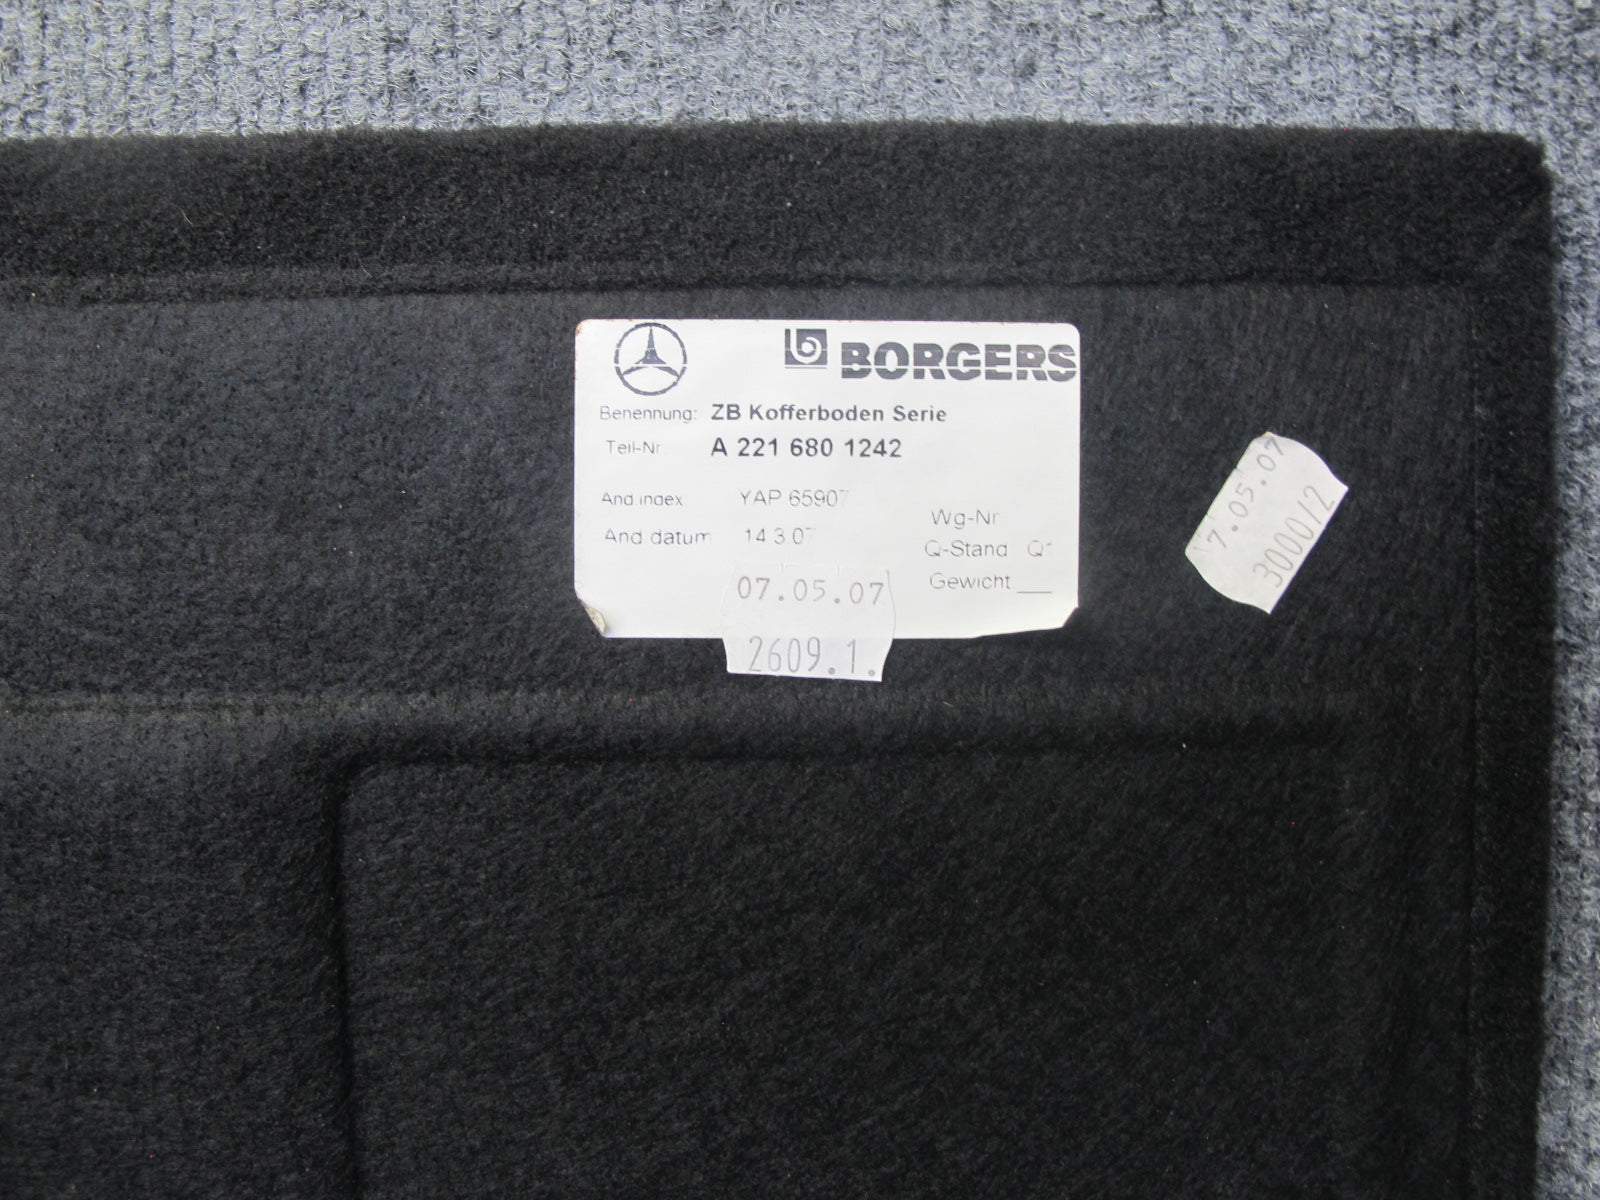 BORGERS
Benennung: ZB Kofferboden Serie
Teil-Nr A 221 680 1242
And.index YAP 65907
And datum 14 3 07
Wg-Nr
Q-Stand Q1
Gewicht ___
07.05.07
2609.1.
7.05.07
3000/2